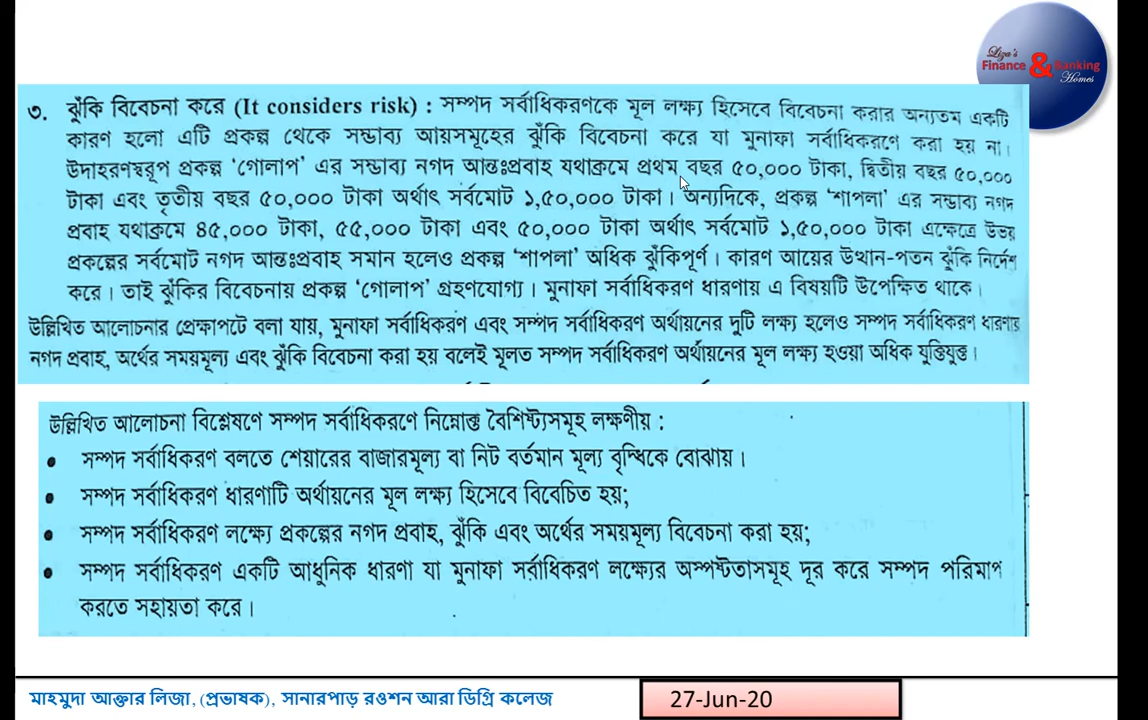 Liza's
Finance & Banking
Homes
৩. ঝুঁকি বিবেচনা করে (It considers risk) : সম্পদ সর্বাধিকরণকে মূল লক্ষ্য হিসেবে বিবেচনা করার অন্যতম একটি
কারণ হলো এটি প্রকল্প থেকে সম্ভাব্য আয়সমূহের ঝুঁকি বিবেচনা করে যা মুনাফা সর্বাধিকরণে করা হয় না।
উদাহরণস্বরূপ প্রকল্প 'গোলাপ' এর সম্ভাব্য নগদ আন্তঃপ্রবাহ যথাক্রমে প্রথম বছর ৫০,০০০ টাকা, দ্বিতীয় বছর ৫০,০০০
টাকা এবং তৃতীয় বছর ৫০,০০০ টাকা অর্থাৎ সর্বমোট ১,৫০,০০০ টাকা। অন্যদিকে, প্রকল্প 'শাপলা' এর সম্ভাব্য নগদ
প্রবাহ যথাক্রমে ৪৫,০০০ টাকা, ৫৫,০০০ টাকা এবং ৫০,০০০ টাকা অর্থাৎ সর্বমোট ১,৫০,০০০ টাকা এক্ষেত্রে উভয়
প্রকল্পের সর্বমোট নগদ আন্তঃপ্রবাহ সমান হলেও প্রকল্প 'শাপলা' অধিক ঝুঁকিপূর্ণ। কারণ আয়ের উত্থান-পতন ঝুঁকি নির্দেশ
করে। তাই ঝুঁকির বিবেচনায় প্রকল্প 'গোলাপ' গ্রহণযোগ্য। মুনাফা সর্বাধিকরণ ধারণায় এ বিষয়টি উপেক্ষিত থাকে।
উল্লিখিত আলোচনার প্রেক্ষাপটে বলা যায়, মুনাফা সর্বাধিকরণ এবং সম্পদ সর্বাধিকরণ অর্থায়নের দুটি লক্ষ্য হলেও সম্পদ সর্বাধিকরণ ধারণায়
নগদ প্রবাহ, অর্থের সময়মূল্য এবং ঝুঁকি বিবেচনা করা হয় বলেই মূলত সম্পদ সর্বাধিকরণ অর্থায়নের মূল লক্ষ্য হওয়া অধিক যুক্তিযুক্ত।
উল্লিখিত আলোচনা বিশ্লেষণে সম্পদ সর্বাধিকরণে নিম্নোক্ত বৈশিষ্ট্যসমূহ লক্ষণীয় :
• সম্পদ সর্বাধিকরণ বলতে শেয়ারের বাজারমূল্য বা নিট বর্তমান মূল্য বৃদ্ধিকে বোঝায়।
• সম্পদ সর্বাধিকরণ ধারণাটি অর্থায়নের মূল লক্ষ্য হিসেবে বিবেচিত হয়;
• সম্পদ সর্বাধিকরণ লক্ষ্যে প্রকল্পের নগদ প্রবাহ, ঝুঁকি এবং অর্থের সময়মূল্য বিবেচনা করা হয়;
• সম্পদ সর্বাধিকরণ একটি আধুনিক ধারণা যা মুনাফা সর্বাধিকরণ লক্ষ্যের অস্পষ্টতাসমূহ দূর করে সম্পদ পরিমাপ
করতে সহায়তা করে।
মাহমুদা আক্তার লিজা, (প্রভাষক), সানারপাড় রওশন আরা ডিগ্রি কলেজ
27-Jun-20